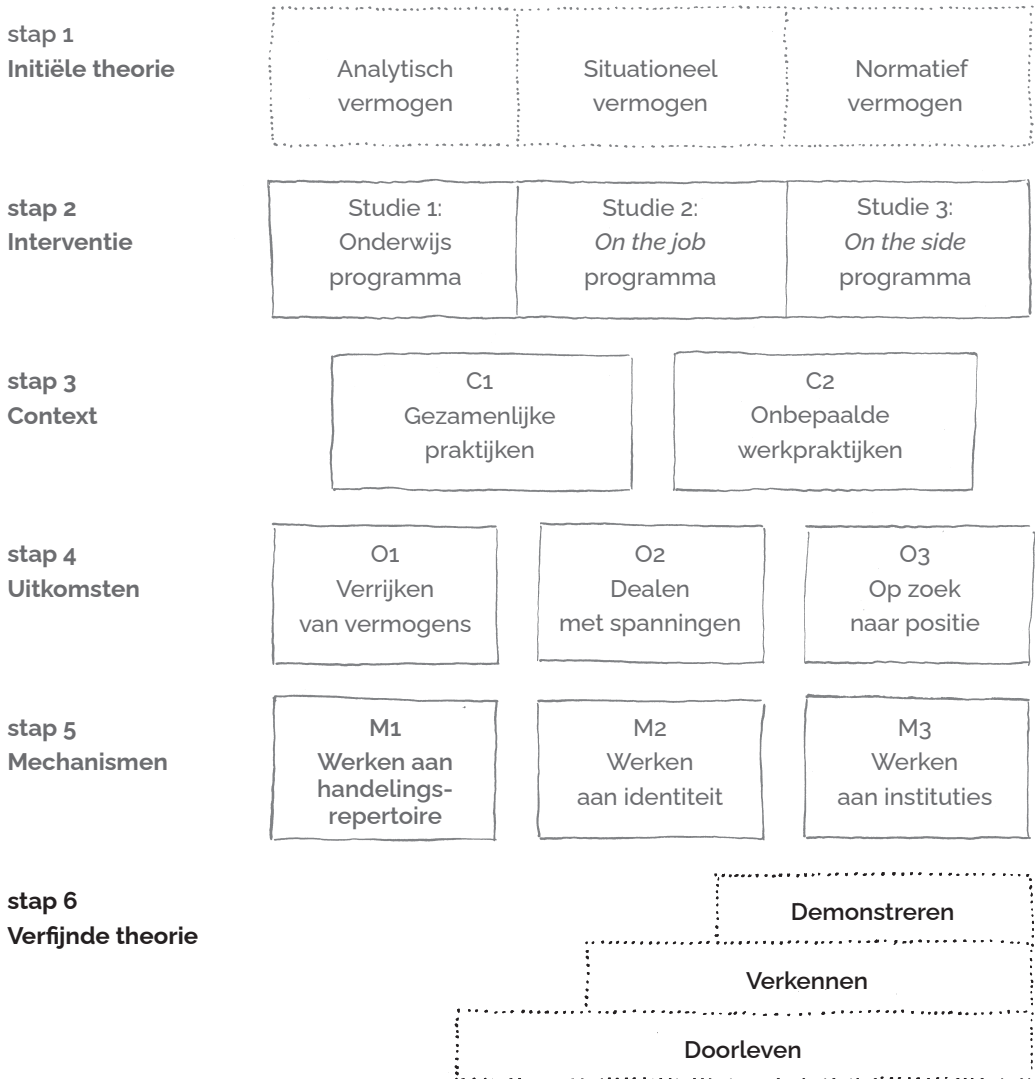 stap 1
Initiële theorie
Analytisch
vermogen
Situationeel
vermogen
Normatief
vermogen
stap 2
Interventie
Studie 1:
Onderwijs
programma
Studie 2:
On the job
programma
Studie 3:
On the side
programma
stap 3
Context
C1
Gezamenlijke
praktijken
C2
Onbepaalde
werkpraktijken
stap 4
Uitkomsten
O1
Verrijken
van vermogens
O2
Dealen
met spanningen
O3
Op zoek
naar positie
stap 5
Mechanismen
M1
Werken aan
handelings-
repertoire
M2
Werken
aan identiteit
M3
Werken
aan instituties
stap 6
Verfijnde theorie
Demonstreren
Verkennen
Doorleven